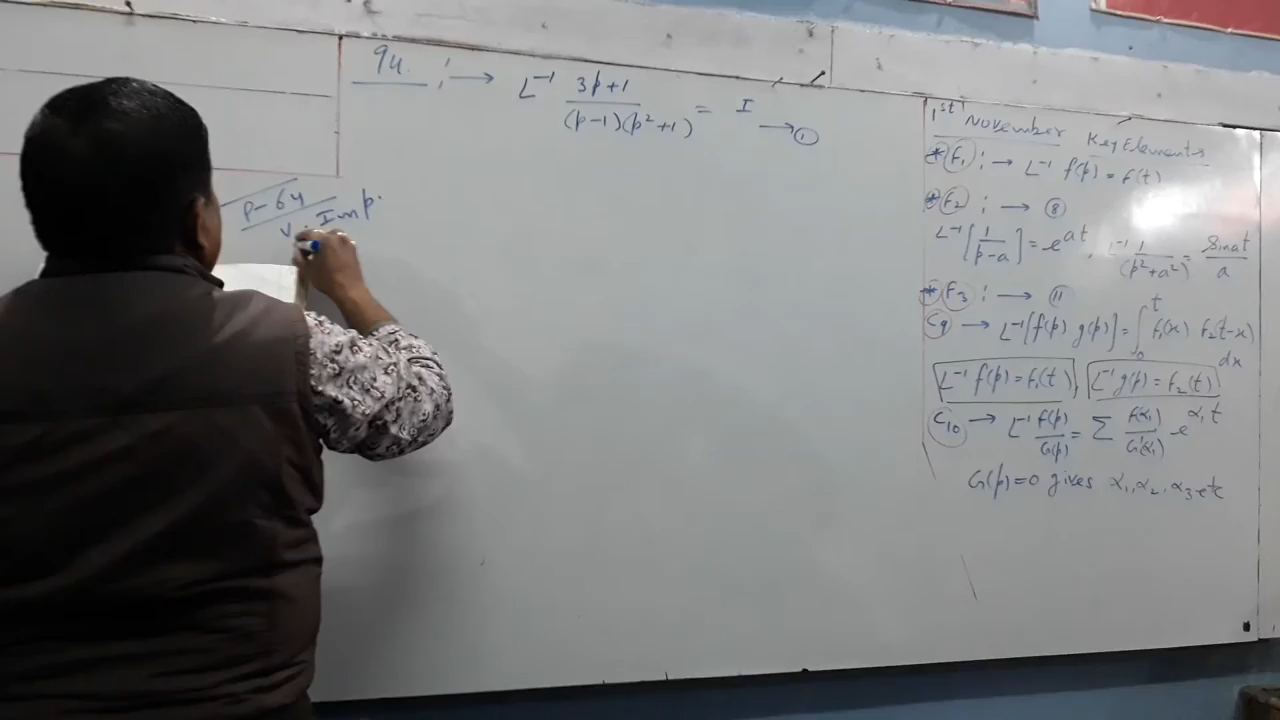 94. : → L⁻¹ (3p+1)/((p-1)(p²+1)) = I → ①
P-64
V. Imp.
1st November Key Elements
* F₁ : → L⁻¹ f(p) = F(t)
* F₂ : → ⑧
L⁻¹[1/(p-a)] = e^{at}, L⁻¹ 1/(p²+a²) = Sinat/a
* F₃ : → ⑪
C9 → L⁻¹[f(p) g(p)] = ∫₀ᵗ F₁(x) F₂(t-x) dx
L⁻¹ f(p) = F₁(t), L⁻¹ g(p) = F₂(t)
C10 → L⁻¹ F(p)/G(p) = Σ F(α₁)/G'(α₁) e^{α₁t}
G(p)=0 gives α₁, α₂, α₃ etc